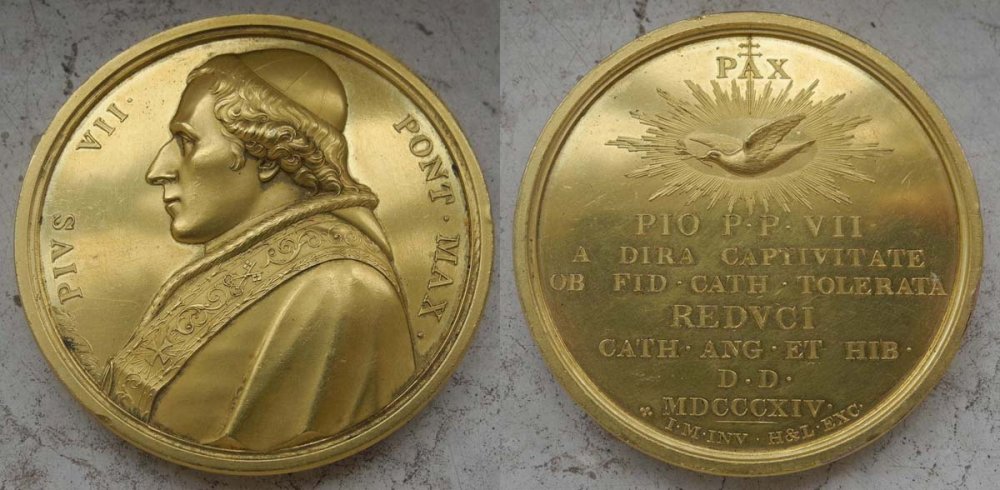 PIVS VII · PONT · MAX ·
PAX
PIO P · P · VII ·
A DIRA CAPTIVITATE
OB FID · CATH · TOLERATA
REDVCI
CATH · ANG · ET HIB ·
D · D ·
MDCCCXIV
I · M · INV H&L · EXC ·